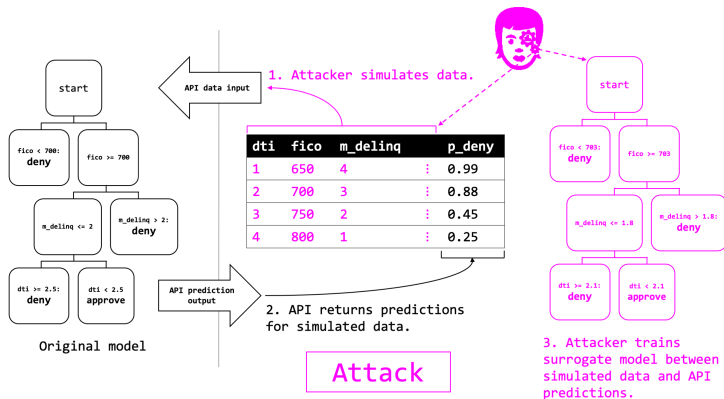 1. Attacker simulates data.
start
API data input
start
fico < 700:
deny
fico >= 700
dti fico m_delinq p_deny
1 650 4 ⋮ 0.99
2 700 3 ⋮ 0.88
3 750 2 ⋮ 0.45
4 800 1 ⋮ 0.25
fico < 703:
deny
fico >= 703
m_delinq <= 2
m_delinq > 2:
deny
m_delinq <= 1.8
m_delinq > 1.8:
deny
dti >= 2.5:
deny
dti < 2.5
approve
API prediction
output
dti >= 2.1:
deny
dti < 2.1
approve
2. API returns predictions
for simulated data.
Original model
Attack
3. Attacker trains
surrogate model between
simulated data and API
predictions.